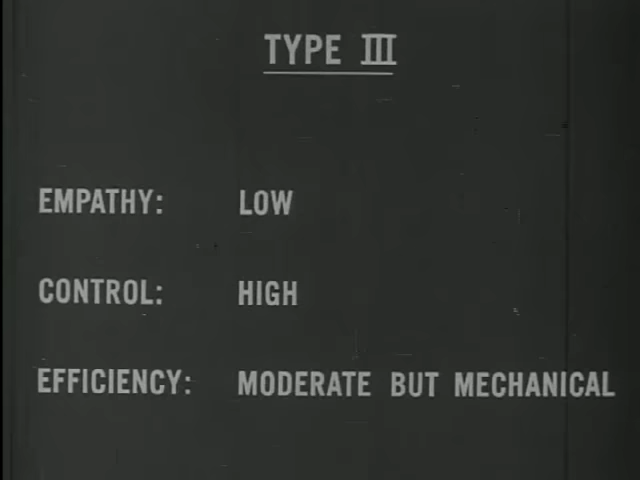 TYPE III
EMPATHY: LOW
CONTROL: HIGH
EFFICIENCY: MODERATE BUT MECHANICAL